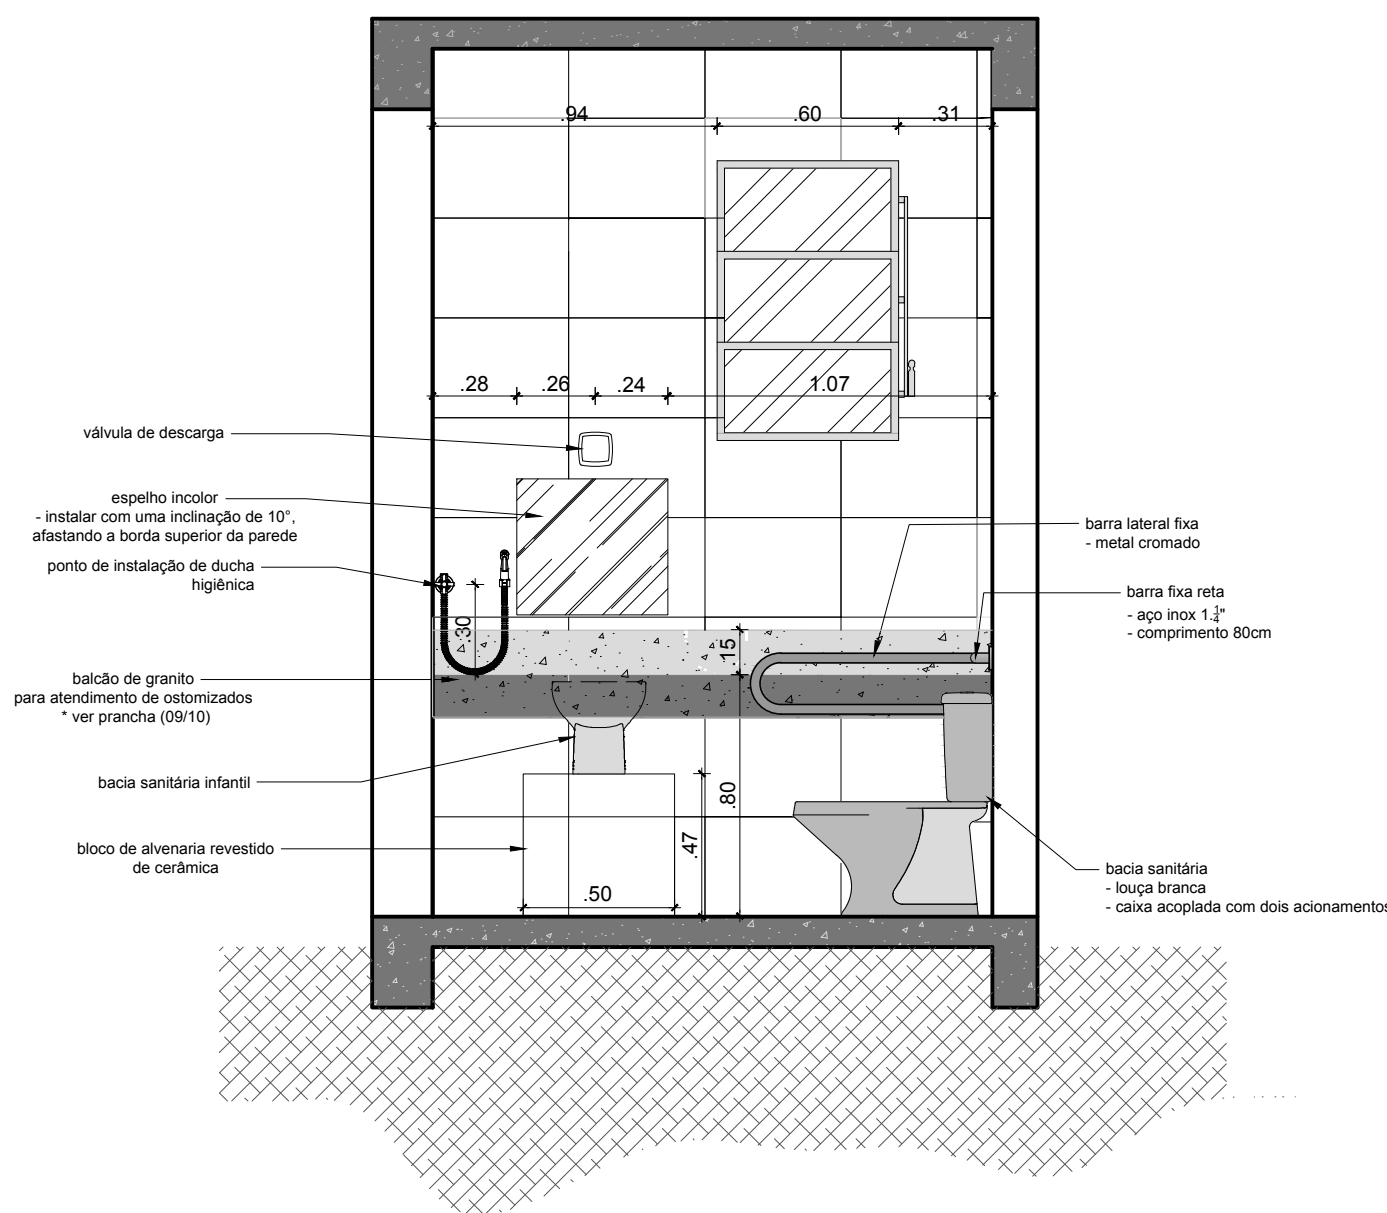 .94
.60
.31
.28
.26
.24
1.07
válvula de descarga
espelho incolor
- instalar com uma inclinação de 10°,
afastando a borda superior da parede
ponto de instalação de ducha
higiênica
.30
balcão de granito
para atendimento de ostomizados
* ver prancha (09/10)
bacia sanitária infantil
bloco de alvenaria revestido
de cerâmica
.50
.47
.80
.15
barra lateral fixa
- metal cromado
barra fixa reta
- aço inox 1.1/4"
- comprimento 80cm
bacia sanitária
- louça branca
- caixa acoplada com dois acionamentos